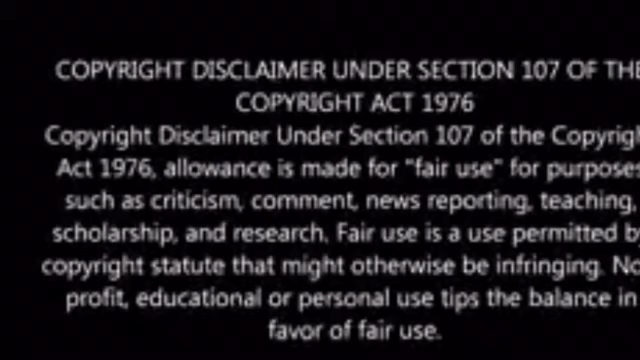 COPYRIGHT DISCLAIMER UNDER SECTION 107 OF THE
COPYRIGHT ACT 1976
Copyright Disclaimer Under Section 107 of the Copyrig
Act 1976, allowance is made for "fair use" for purposes
such as criticism, comment, news reporting, teaching,
scholarship, and research. Fair use is a use permitted b
copyright statute that might otherwise be infringing. No
profit, educational or personal use tips the balance in
favor of fair use.